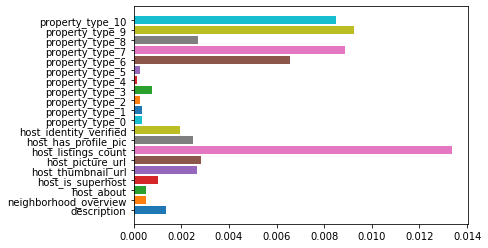 property_type_10
property_type_9
property_type_8
property_type_7
property_type_6
property_type_5
property_type_4
property_type_3
property_type_2
property_type_1
property_type_0
host_identity_verified
host_has_profile_pic
host_listings_count
host_picture_url
host_thumbnail_url
host_is_superhost
host_about
neighborhood_overview
description
0.000 0.002 0.004 0.006 0.008 0.010 0.012 0.014